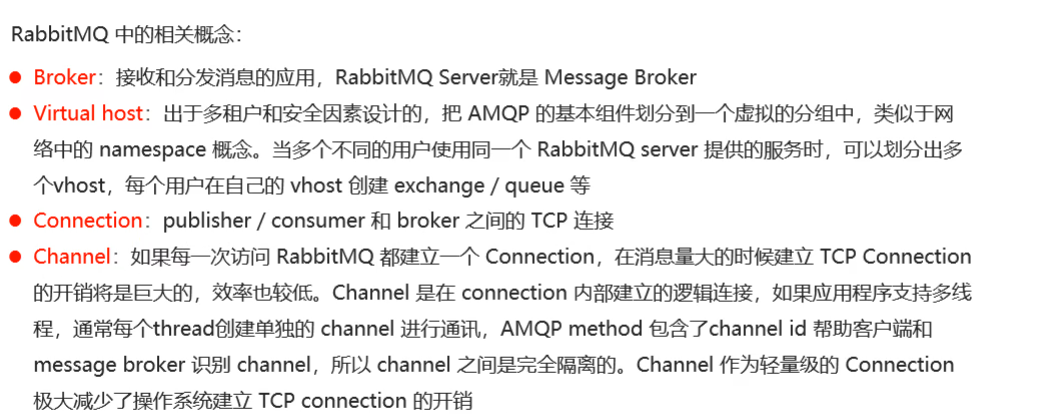 RabbitMQ 中的相关概念：
● Broker：接收和分发消息的应用，RabbitMQ Server就是 Message Broker
● Virtual host：出于多租户和安全因素设计的，把 AMQP 的基本组件划分到一个虚拟的分组中，类似于网
络中的 namespace 概念。当多个不同的用户使用同一个 RabbitMQ server 提供的服务时，可以划分出多
个vhost，每个用户在自己的 vhost 创建 exchange / queue 等
● Connection：publisher / consumer 和 broker 之间的 TCP 连接
● Channel：如果每一次访问 RabbitMQ 都建立一个 Connection，在消息量大的时候建立 TCP Connection
的开销将是巨大的，效率也较低。Channel 是在 connection 内部建立的逻辑连接，如果应用程序支持多线
程，通常每个thread创建单独的 channel 进行通讯，AMQP method 包含了channel id 帮助客户端和
message broker 识别 channel，所以 channel 之间是完全隔离的。Channel 作为轻量级的 Connection
极大减少了操作系统建立 TCP connection 的开销